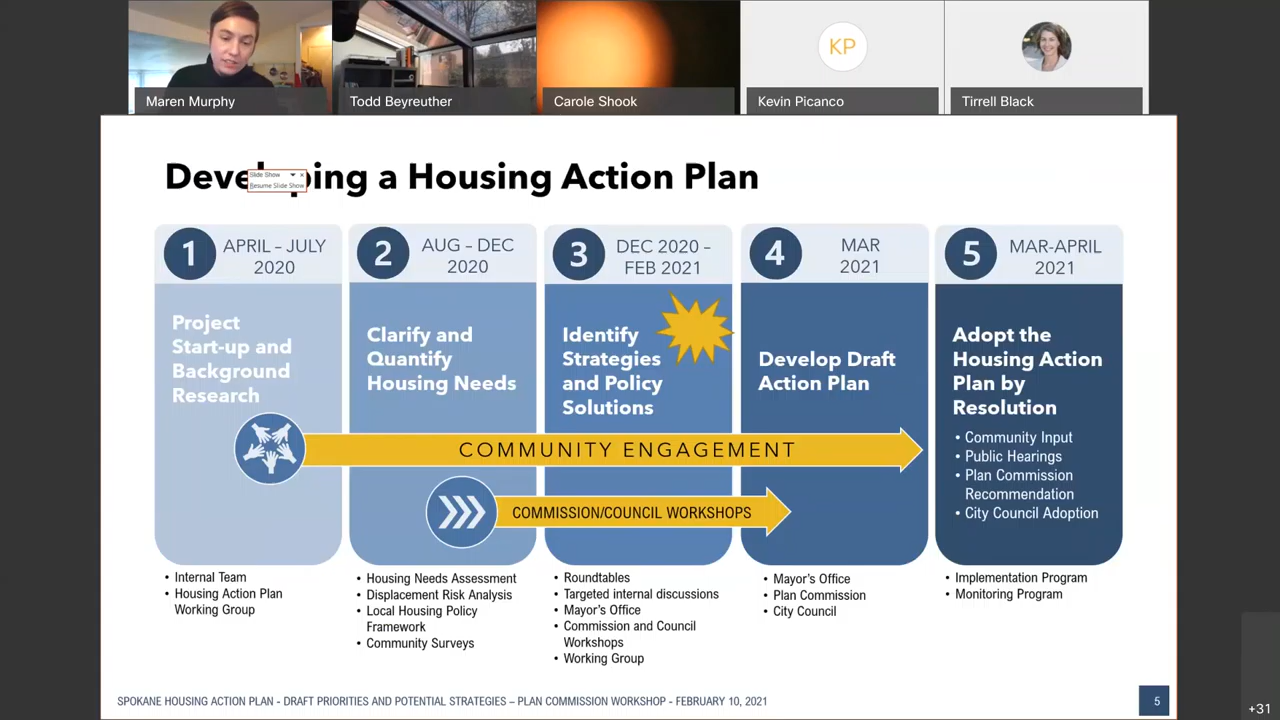 KP
Maren Murphy
Todd Beyreuther
Carole Shook
Kevin Picanco
Tirrell Black
Developing a Housing Action Plan
Slide Show
Resume Slide Show
1
APRIL – JULY
2020
2
AUG – DEC
2020
3
DEC 2020 –
FEB 2021
4
MAR
2021
5
MAR-APRIL
2021
Project
Start-up and
Background
Research
Clarify and
Quantify
Housing Needs
Identify
Strategies
and Policy
Solutions
Develop Draft
Action Plan
Adopt the
Housing Action
Plan by
Resolution
• Community Input
• Public Hearings
• Plan Commission
Recommendation
• City Council Adoption
COMMUNITY ENGAGEMENT
COMMISSION/COUNCIL WORKSHOPS
• Internal Team
• Housing Action Plan
Working Group
• Housing Needs Assessment
• Displacement Risk Analysis
• Local Housing Policy
Framework
• Community Surveys
• Roundtables
• Targeted internal discussions
• Mayor's Office
• Commission and Council
Workshops
• Working Group
• Mayor's Office
• Plan Commission
• City Council
• Implementation Program
• Monitoring Program
SPOKANE HOUSING ACTION PLAN - DRAFT PRIORITIES AND POTENTIAL STRATEGIES – PLAN COMMISSION WORKSHOP - FEBRUARY 10, 2021
5
+31